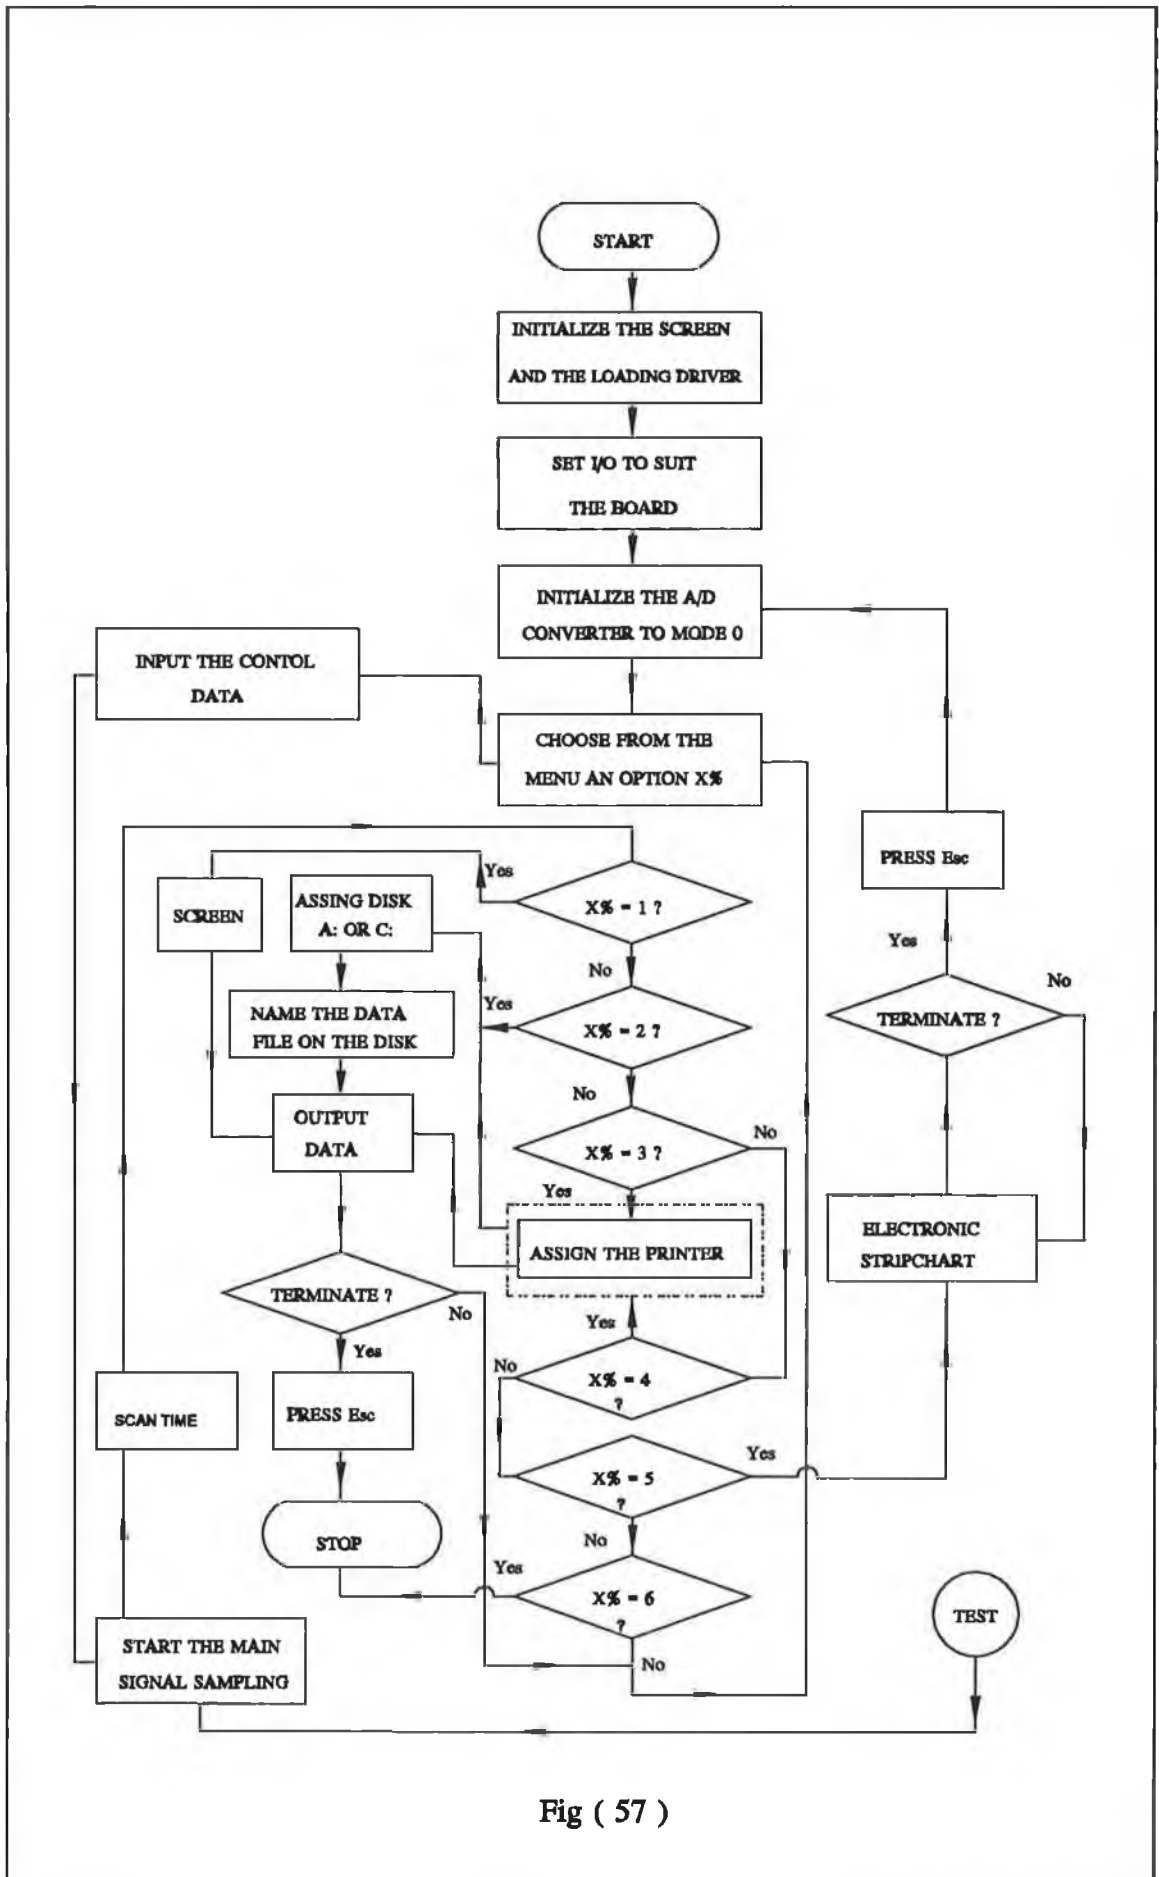 START
INITIALIZE THE SCREEN
AND THE LOADING DRIVER
SET I/O TO SUIT
THE BOARD
INITIALIZE THE A/D
CONVERTER TO MODE 0
INPUT THE CONTOL
DATA
CHOOSE FROM THE
MENU AN OPTION X%
PRESS Esc
Yes
SCREEN
ASSING DISK
A: OR C:
X% = 1 ?
Yes
No
No
Yes
NAME THE DATA
FILE ON THE DISK
X% = 2 ?
TERMINATE ?
No
OUTPUT
DATA
No
X% = 3 ?
Yes
ASSIGN THE PRINTER
ELECTRONIC
STRIPCHART
TERMINATE ?
No
Yes
Yes
No
X% = 4
?
SCAN TIME
PRESS Esc
Yes
X% = 5
?
STOP
No
Yes
X% = 6
?
TEST
START THE MAIN
SIGNAL SAMPLING
No
Fig ( 57 )